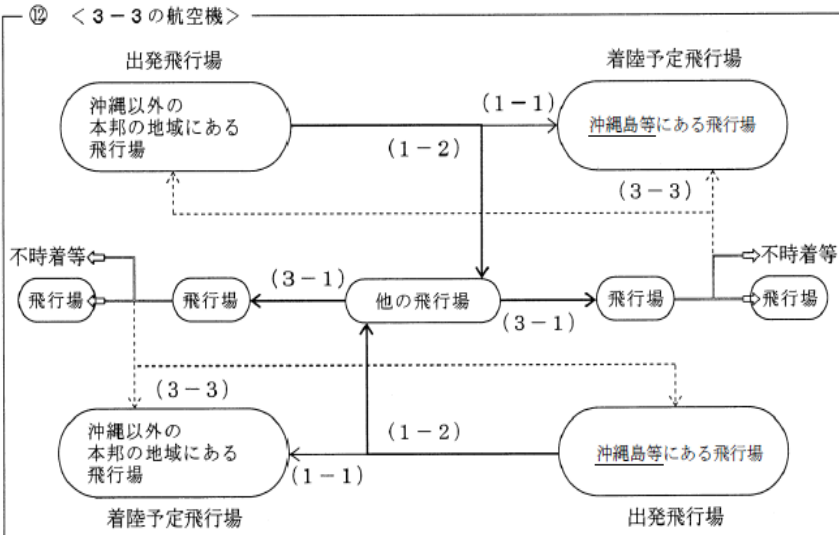 ⑫ <3-3の航空機>
出発飛行場
着陸予定飛行場
沖縄以外の
本邦の地域にある
飛行場
(1-1)
(1-2)
沖縄島等にある飛行場
(3-3)
不時着等
不時着等
飛行場
飛行場
(3-1)
他の飛行場
(3-1)
飛行場
飛行場
(3-3)
沖縄以外の
本邦の地域にある
飛行場
(1-2)
(1-1)
沖縄島等にある飛行場
着陸予定飛行場
出発飛行場